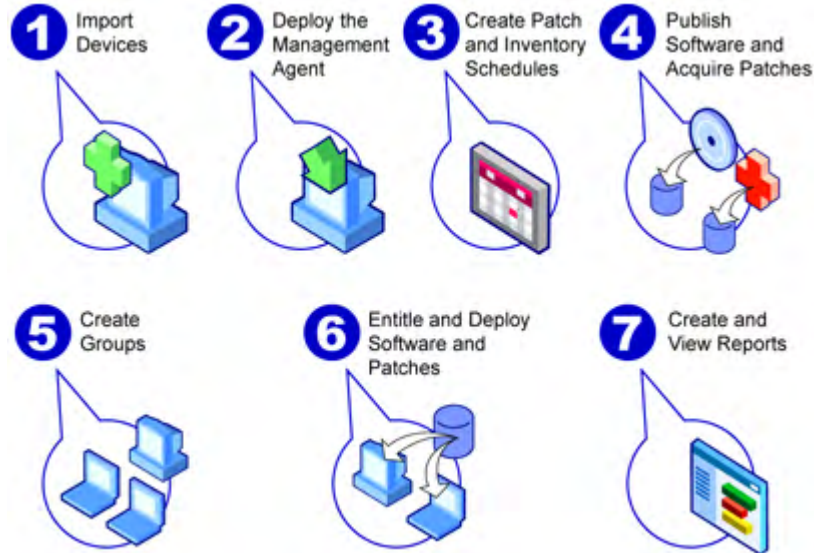 1 Import
Devices
2 Deploy the
Management
Agent
3 Create Patch
and Inventory
Schedules
4 Publish
Software and
Acquire Patches
5 Create
Groups
6 Entitle and Deploy
Software and
Patches
7 Create and
View Reports